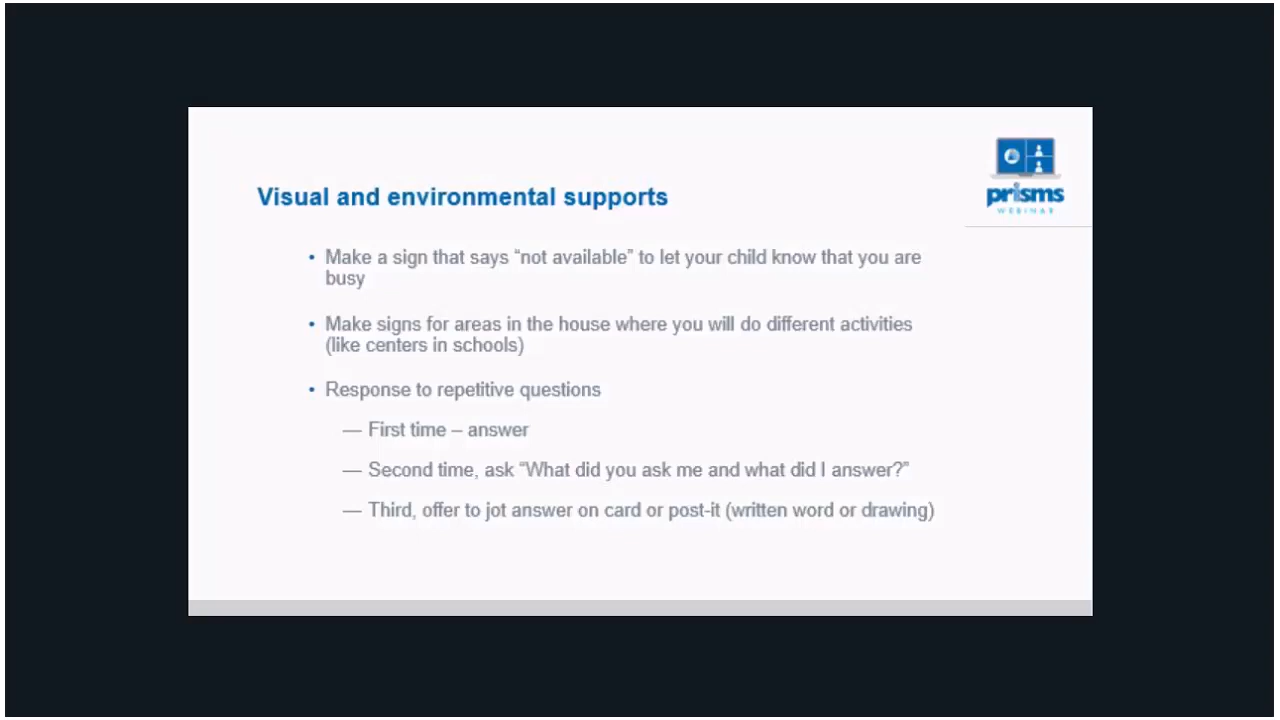 prisms
WEBINAR
Visual and environmental supports
• Make a sign that says “not available” to let your child know that you are
busy
• Make signs for areas in the house where you will do different activities
(like centers in schools)
• Response to repetitive questions
— First time – answer
— Second time, ask “What did you ask me and what did I answer?”
— Third, offer to jot answer on card or post-it (written word or drawing)